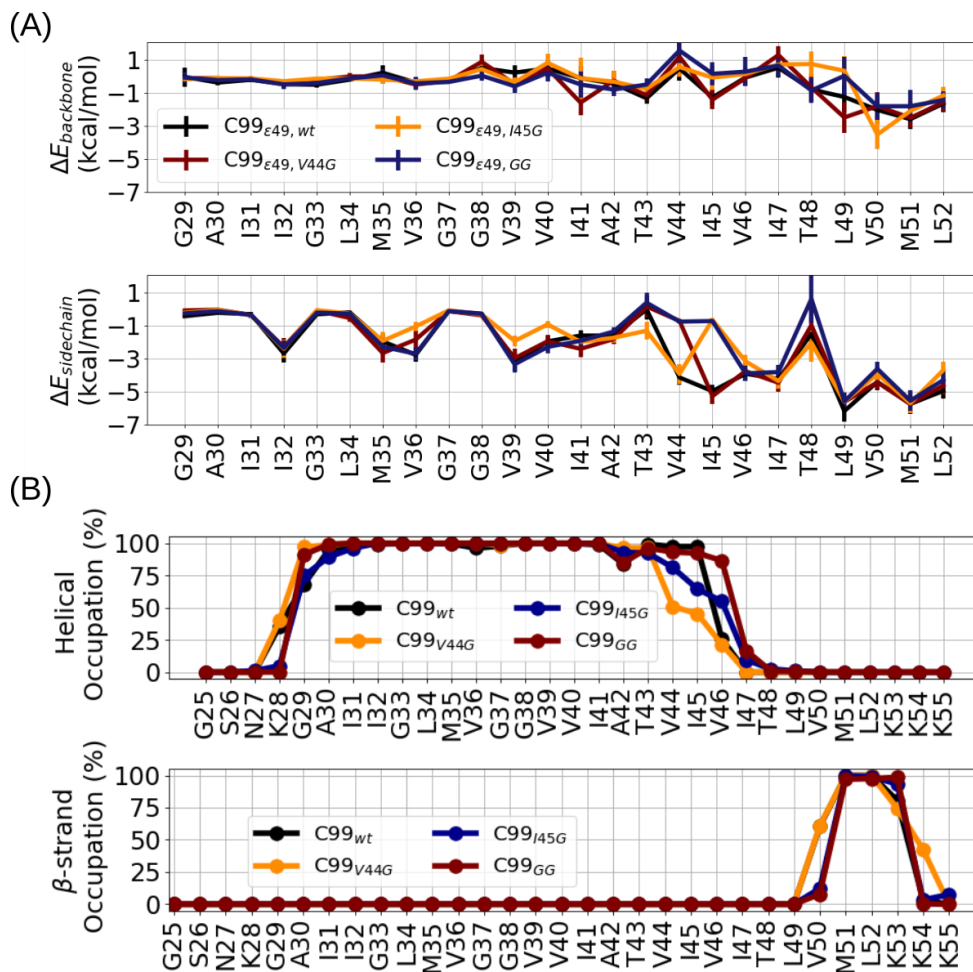 (A)
ΔE_backbone (kcal/mol)
1
−1
−3
−5
−7
C99_ε49, wt
C99_ε49, V44G
C99_ε49, I45G
C99_ε49, GG
G29 A30 I31 I32 G33 L34 M35 V36 G37 G38 V39 V40 I41 A42 T43 V44 I45 V46 I47 T48 L49 V50 M51 L52
ΔE_sidechain (kcal/mol)
1
−1
−3
−5
−7
G29 A30 I31 I32 G33 L34 M35 V36 G37 G38 V39 V40 I41 A42 T43 V44 I45 V46 I47 T48 L49 V50 M51 L52
(B)
Helical
Occupation (%)
100
75
50
25
0
C99_wt
C99_V44G
C99_I45G
C99_GG
G25 S26 N27 K28 G29 A30 I31 I32 G33 L34 M35 V36 G37 G38 V39 V40 I41 A42 T43 V44 I45 V46 I47 T48 L49 V50 M51 L52 K53 K54 K55
β-strand
Occupation (%)
100
75
50
25
0
C99_wt
C99_V44G
C99_I45G
C99_GG
G25 S26 N27 K28 G29 A30 I31 I32 G33 L34 M35 V36 G37 G38 V39 V40 I41 A42 T43 V44 I45 V46 I47 T48 L49 V50 M51 L52 K53 K54 K55